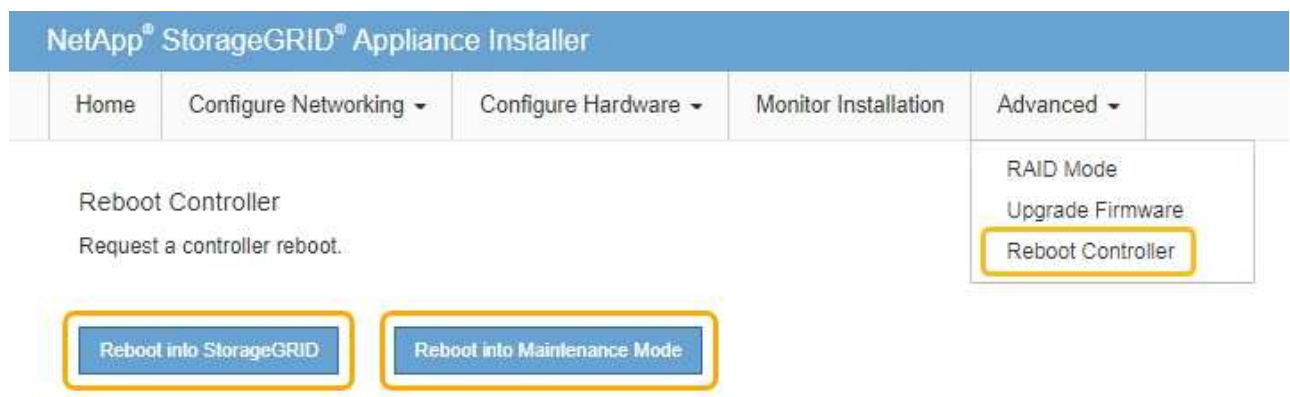 NetApp® StorageGRID® Appliance Installer
Home Configure Networking Configure Hardware Monitor Installation Advanced
RAID Mode
Upgrade Firmware
Reboot Controller
Reboot Controller
Request a controller reboot.
Reboot into StorageGRID Reboot into Maintenance Mode